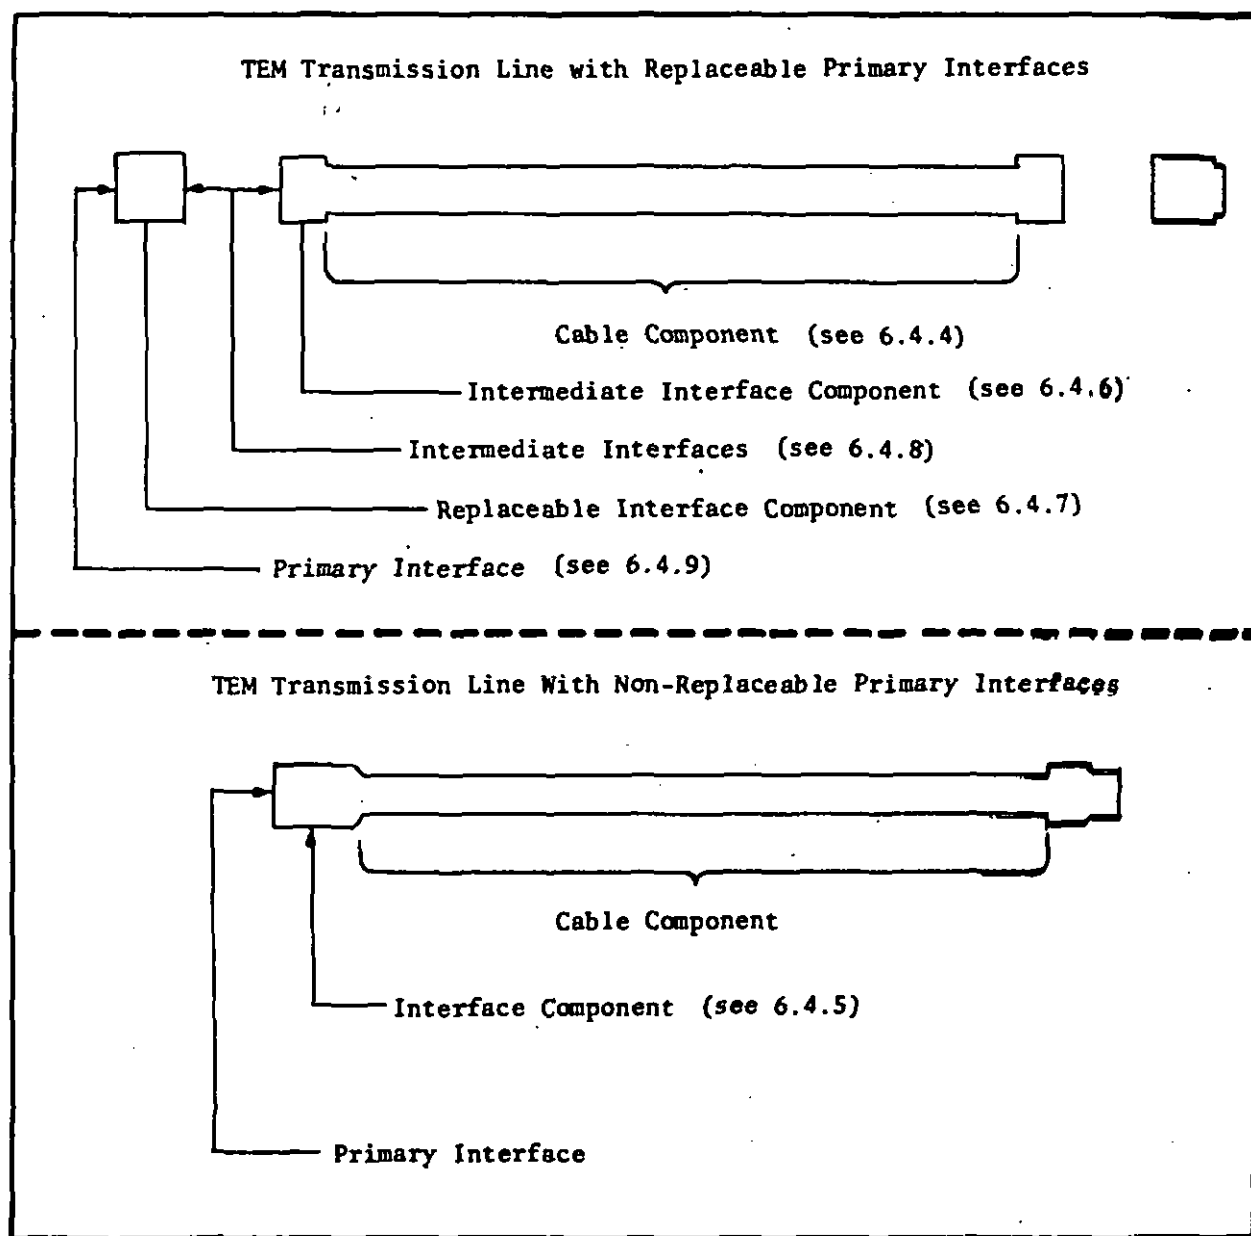 TEM Transmission Line with Replaceable Primary Interfaces
Cable Component (see 6.4.4)
Intermediate Interface Component (see 6.4.6)
Intermediate Interfaces (see 6.4.8)
Replaceable Interface Component (see 6.4.7)
Primary Interface (see 6.4.9)
TEM Transmission Line With Non-Replaceable Primary Interfaces
Cable Component
Interface Component (see 6.4.5)
Primary Interface